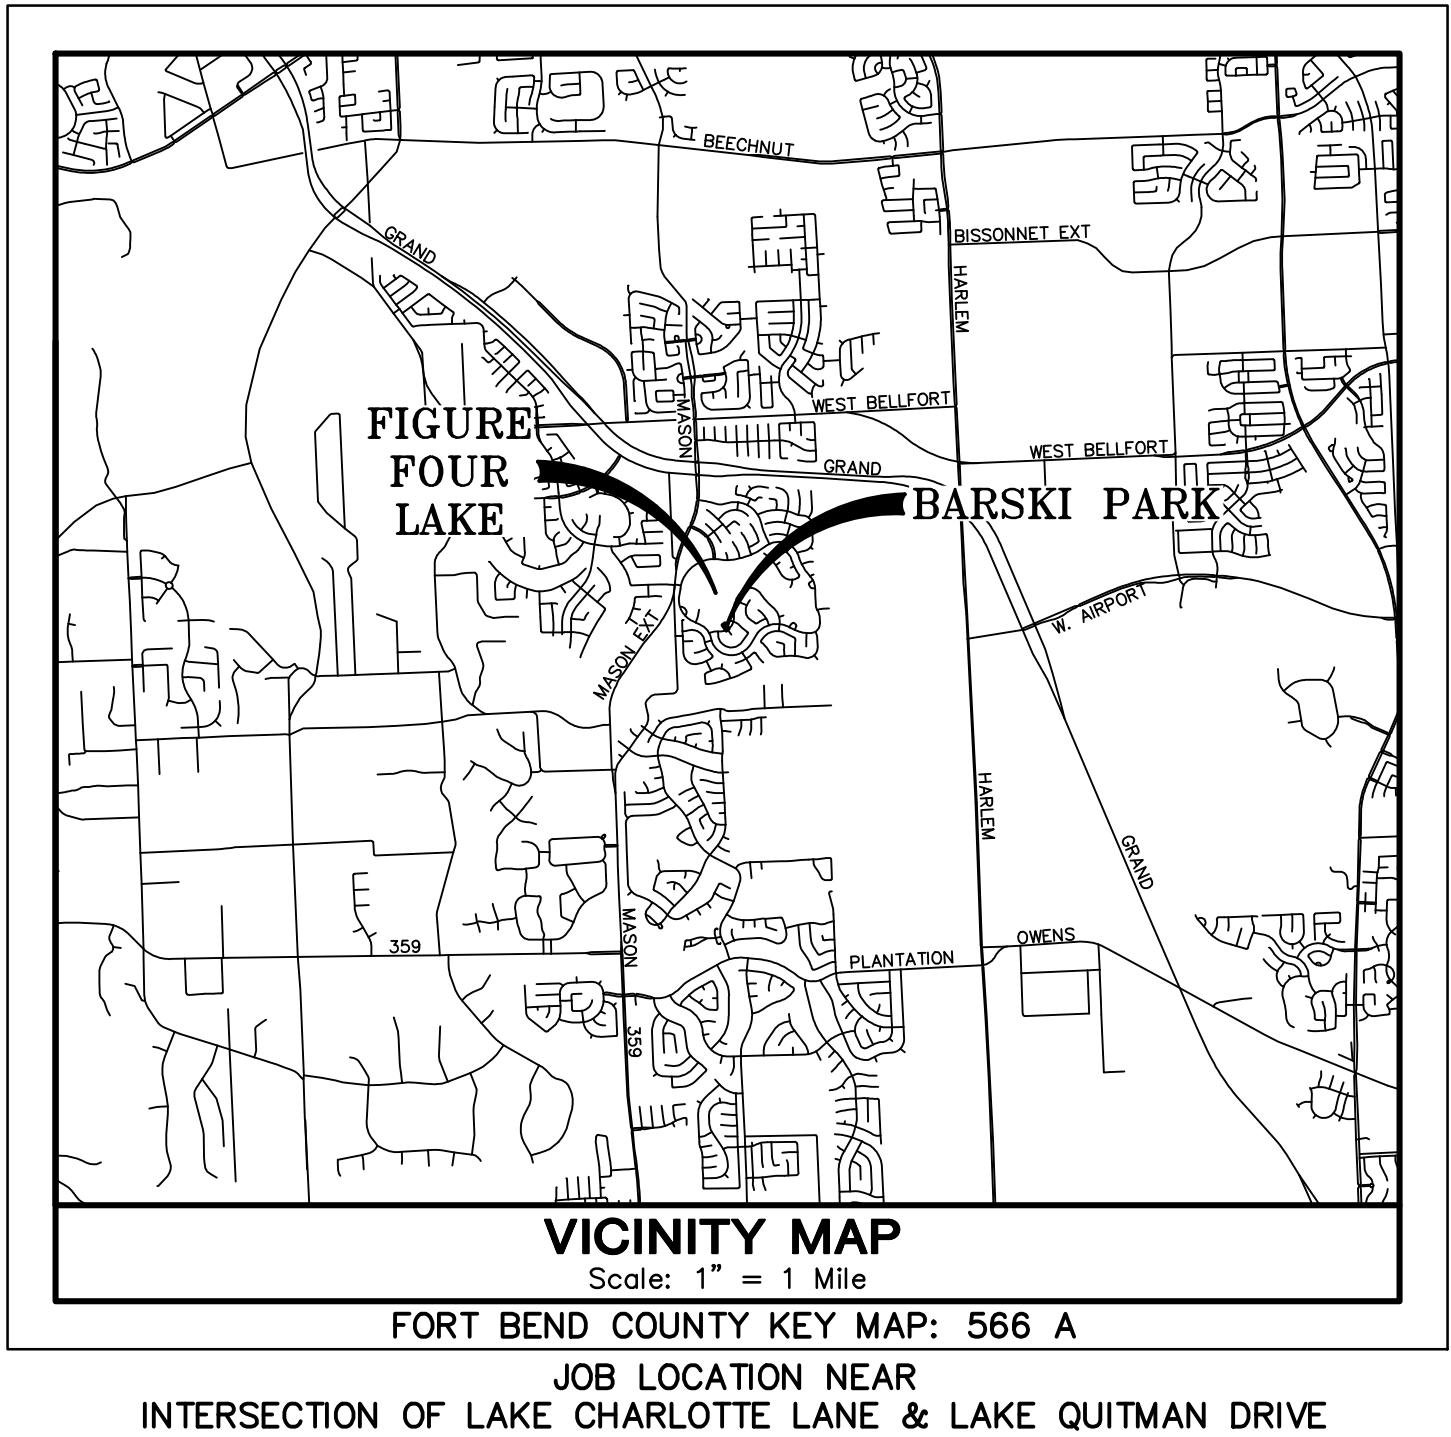 BEECHNUT
GRAND
BISSONNET EXT
HARLEM
WEST BELLFORT
MASON
WEST BELLFORT
GRAND
FIGURE
FOUR
LAKE
BARSKI PARK
W. AIRPORT
MASON EXT
HARLEM
GRAND
MASON
359
OWENS
PLANTATION
359
VICINITY MAP
Scale: 1" = 1 Mile
FORT BEND COUNTY KEY MAP: 566 A
JOB LOCATION NEAR
INTERSECTION OF LAKE CHARLOTTE LANE & LAKE QUITMAN DRIVE